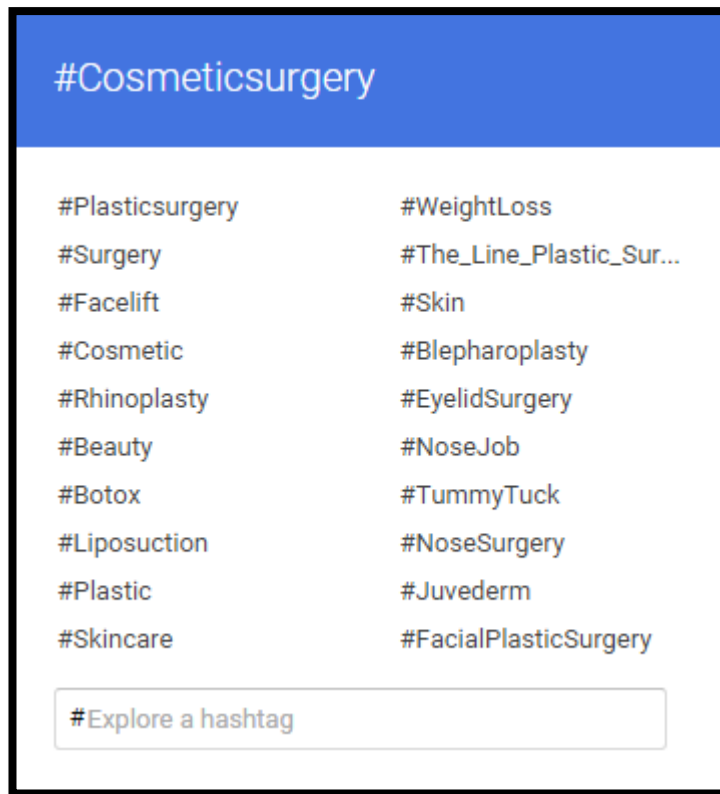 #Cosmeticsurgery
#Plasticsurgery
#Surgery
#Facelift
#Cosmetic
#Rhinoplasty
#Beauty
#Botox
#Liposuction
#Plastic
#Skincare
#WeightLoss
#The_Line_Plastic_Sur...
#Skin
#Blepharoplasty
#EyelidSurgery
#NoseJob
#TummyTuck
#NoseSurgery
#Juvederm
#FacialPlasticSurgery
#Explore a hashtag